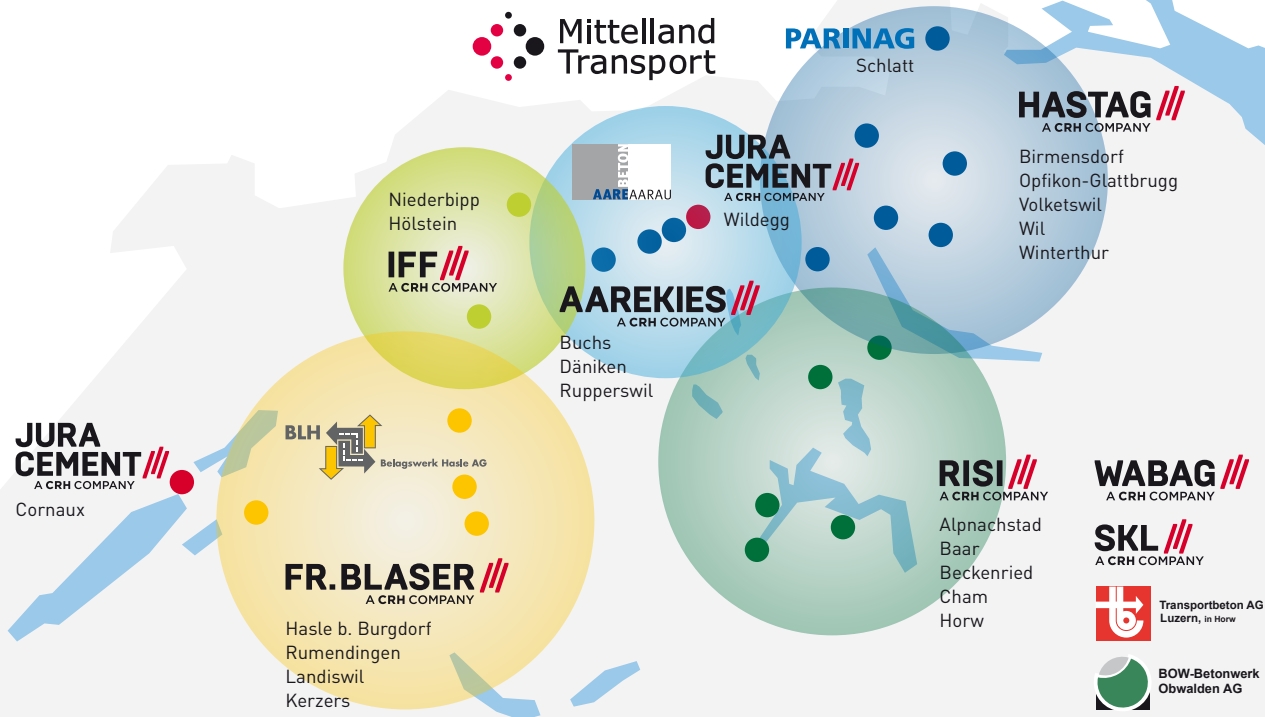 Mittelland
Transport
PARINAG
Schlatt
HASTAG
A CRH COMPANY
Birmensdorf
Opfikon-Glattbrugg
Volketswil
Wil
Winterthur
BETON
AAREAARAU
JURA
CEMENT
A CRH COMPANY
Wildegg
Niederbipp
Hölstein
IFF
A CRH COMPANY
AAREKIES
A CRH COMPANY
Buchs
Däniken
Rupperswil
BLH
Belagswerk Hasle AG
JURA
CEMENT
A CRH COMPANY
Cornaux
FR.BLASER
A CRH COMPANY
Hasle b. Burgdorf
Rumendingen
Landiswil
Kerzers
RISI
A CRH COMPANY
Alpnachstad
Baar
Beckenried
Cham
Horw
WABAG
A CRH COMPANY
SKL
A CRH COMPANY
tb
Transportbeton AG
Luzern, in Horw
BOW-Betonwerk
Obwalden AG